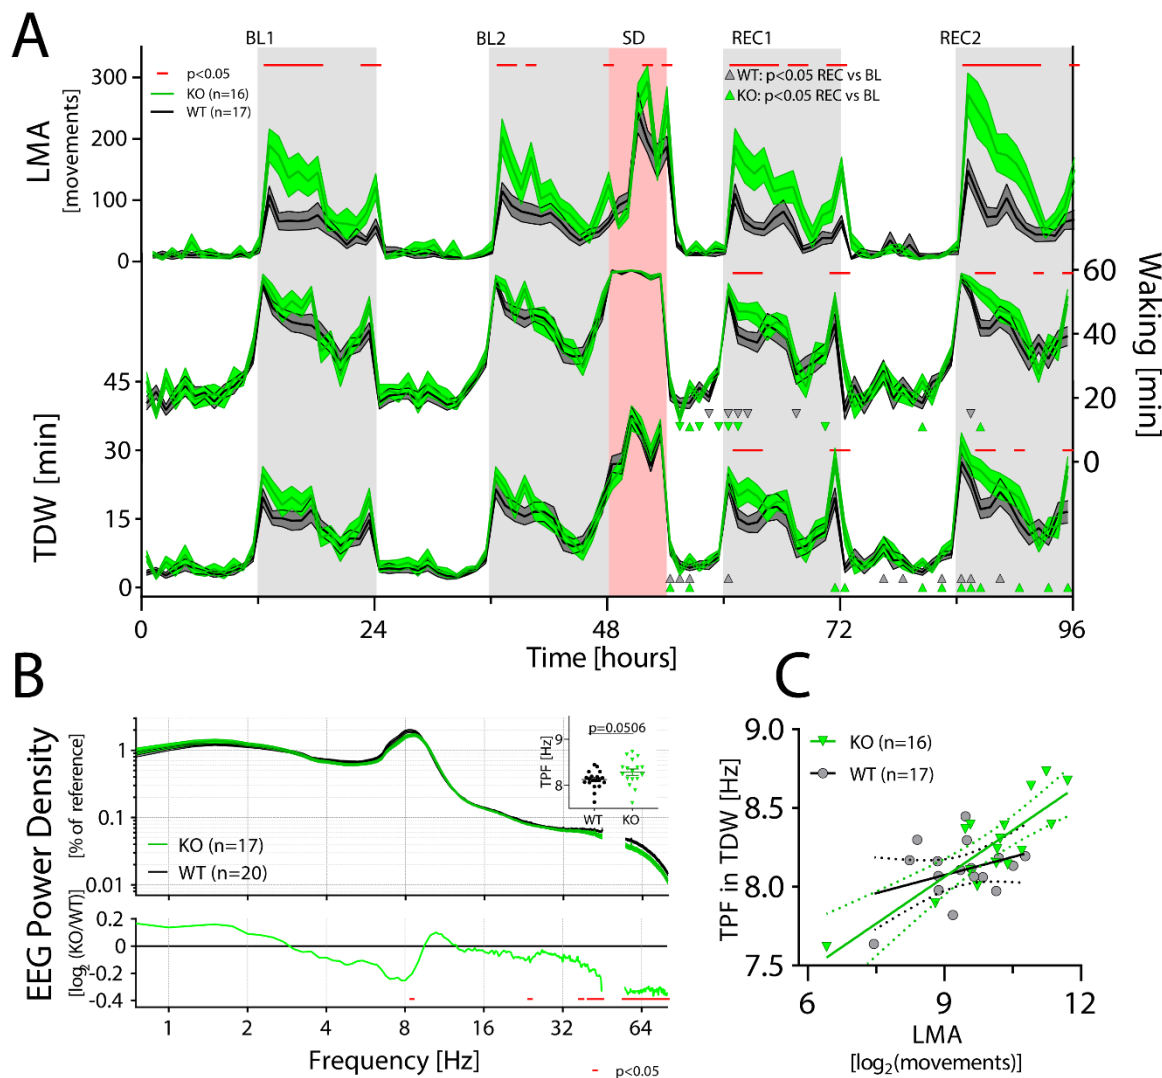 A
BL1 BL2 SD REC1 REC2
p<0.05
KO (n=16)
WT (n=17)
WT: p<0.05 REC vs BL
KO: p<0.05 REC vs BL
LMA
[movements]
300
200
100
0
Waking [min]
60
40
20
0
TDW [min]
45
30
15
0
0 24 48 72 96
Time [hours]
B
EEG Power Density
[% of reference]
1
0.1
0.01
KO (n=17)
WT (n=20)
p=0.0506
TPF [Hz]
9
8
WT KO
[log2(KO/WT)]
0.2
0
-0.2
-0.4
1 2 4 8 16 32 64
Frequency [Hz]
p<0.05
C
KO (n=16)
WT (n=17)
TPF in TDW [Hz]
9.0
8.5
8.0
7.5
6 9 12
LMA
[log2(movements)]